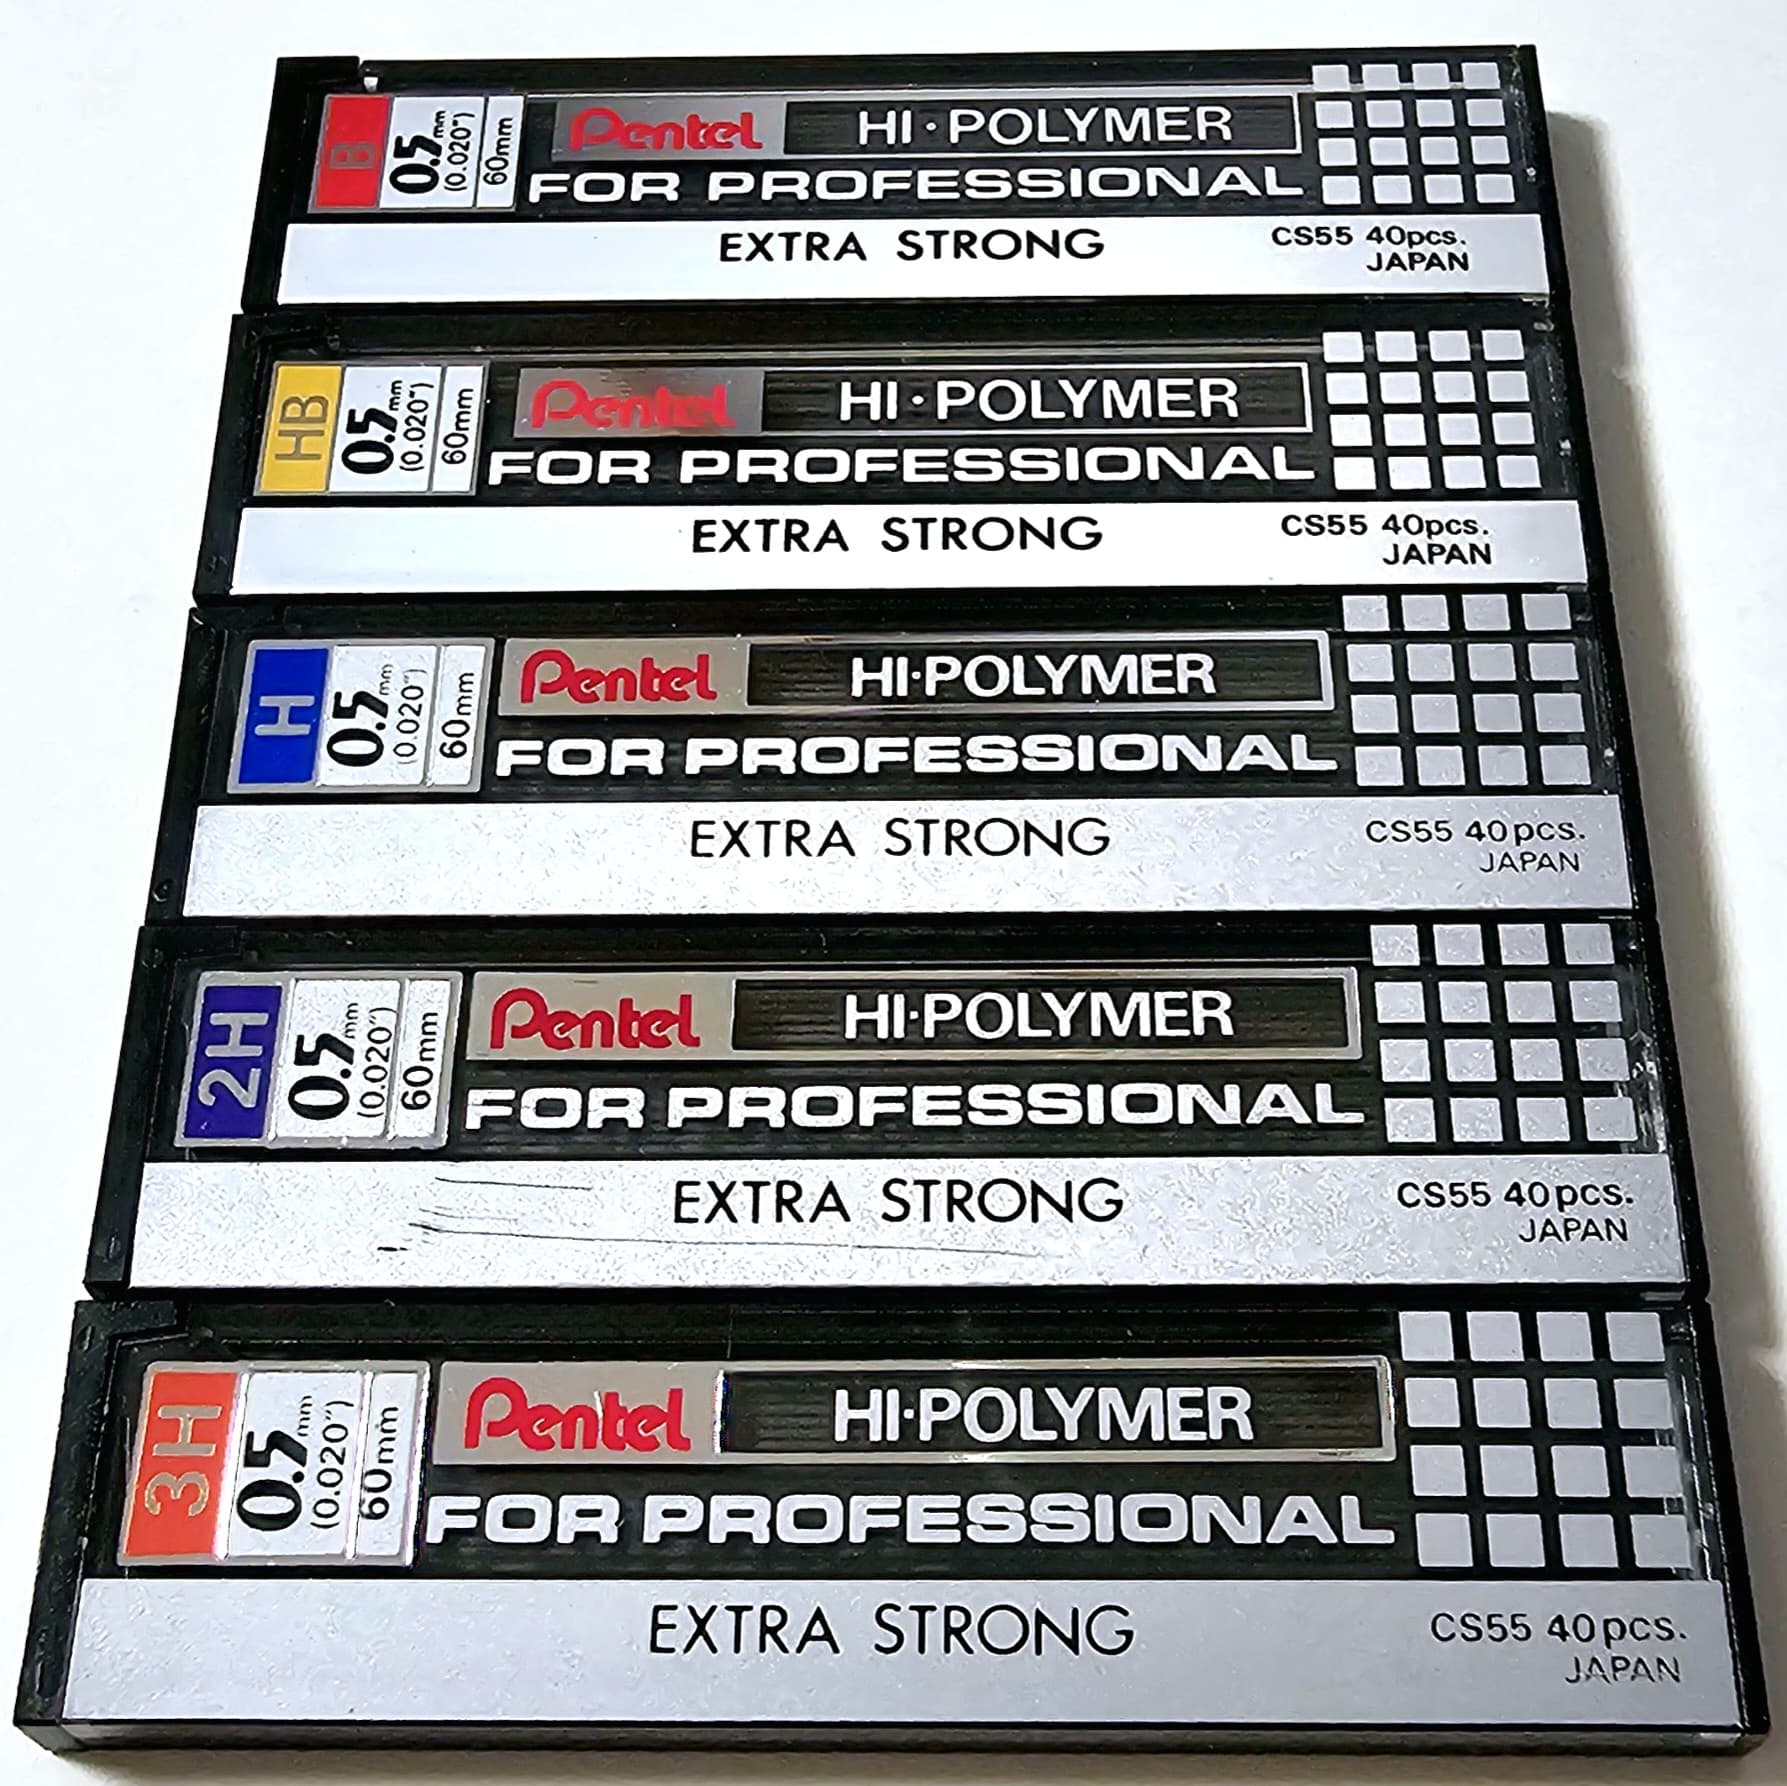 B 0.5mm (0.020") 60mm
Pentel HI·POLYMER
FOR PROFESSIONAL
EXTRA STRONG CS55 40pcs.
JAPAN
HB 0.5mm (0.020") 60mm
Pentel HI·POLYMER
FOR PROFESSIONAL
EXTRA STRONG CS55 40pcs.
JAPAN
H 0.5mm (0.020") 60mm
Pentel HI·POLYMER
FOR PROFESSIONAL
EXTRA STRONG CS55 40pcs.
JAPAN
2H 0.5mm (0.020") 60mm
Pentel HI·POLYMER
FOR PROFESSIONAL
EXTRA STRONG CS55 40pcs.
JAPAN
3H 0.5mm (0.020") 60mm
Pentel HI·POLYMER
FOR PROFESSIONAL
EXTRA STRONG CS55 40pcs.
JAPAN